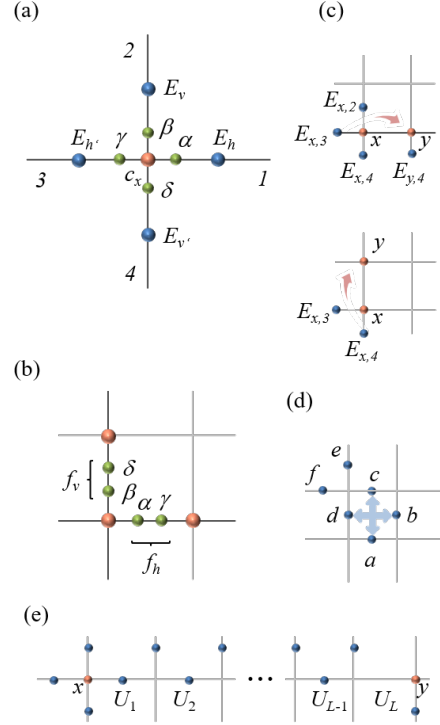 (a)
2
E_v
β
E_h' γ α E_h
3 c_x 1
δ
E_v'
4
(c)
E_x,2
E_x,3 x y
E_x,4 E_y,4
y
E_x,3 x
E_x,4
(b)
f_v { δ
β α γ
f_h
(d)
e
f c
d b
a
(e)
x U_1 U_2 ••• U_L-1 U_L y